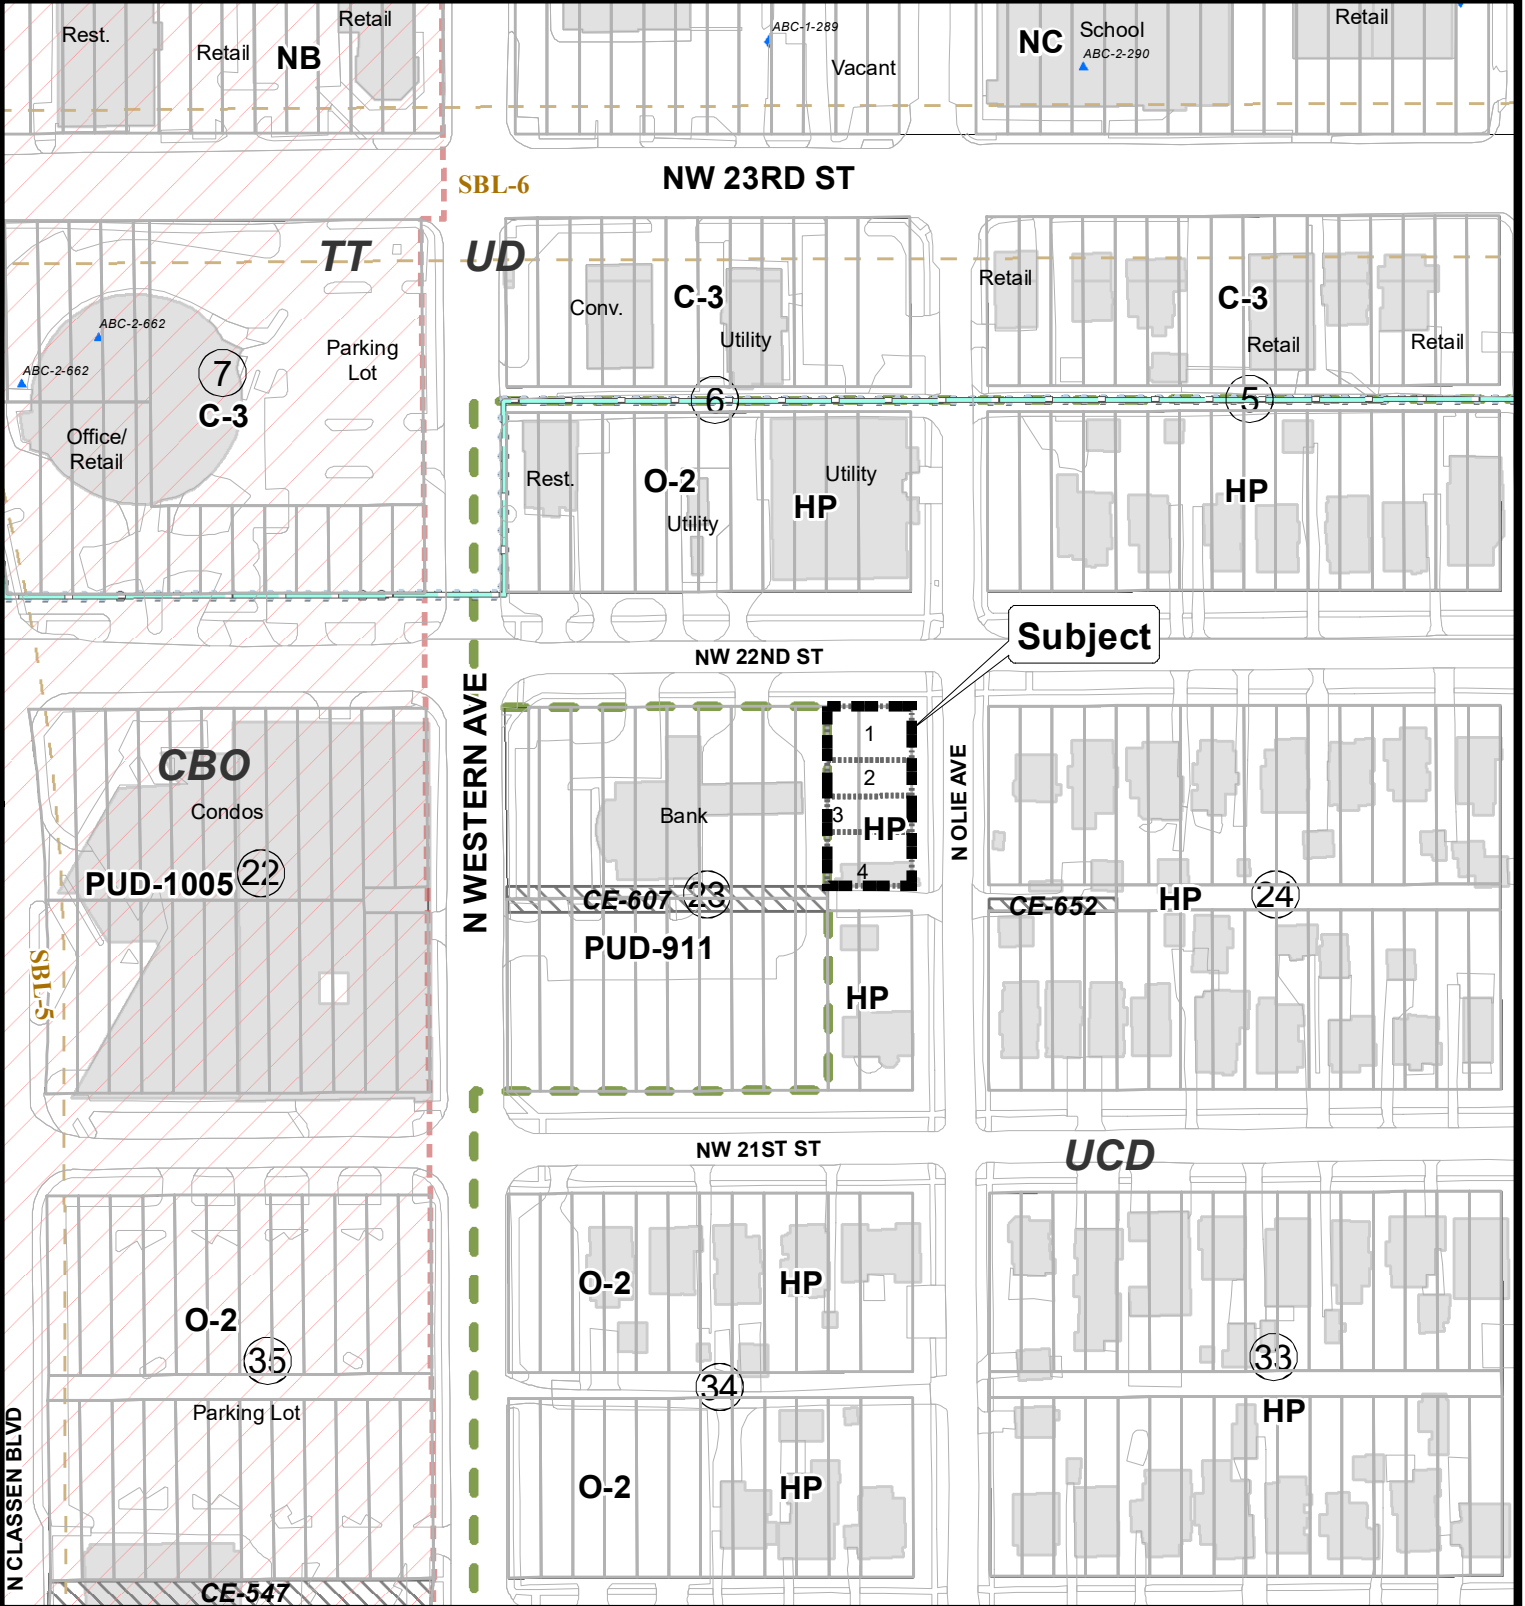 Rest.
Retail
NB
Retail
ABC-1-289
Vacant
NC
School
ABC-2-290
Retail
SBL-6
NW 23RD ST
TT
UD
Conv.
C-3
Utility
Retail
C-3
Retail
Retail
ABC-2-662
ABC-2-662
7
C-3
Parking
Lot
Office/
Retail
6
5
Rest.
O-2
Utility
HP
Utility
HP
Subject
NW 22ND ST
N WESTERN AVE
N OLIE AVE
CBO
Condos
PUD-1005
22
SBL-5
Bank
1
2
3
HP
4
CE-607
23
PUD-911
HP
CE-652
HP
24
NW 21ST ST
UCD
O-2
35
Parking Lot
N CLASSEN BLVD
CE-547
O-2
HP
34
O-2
HP
33
HP